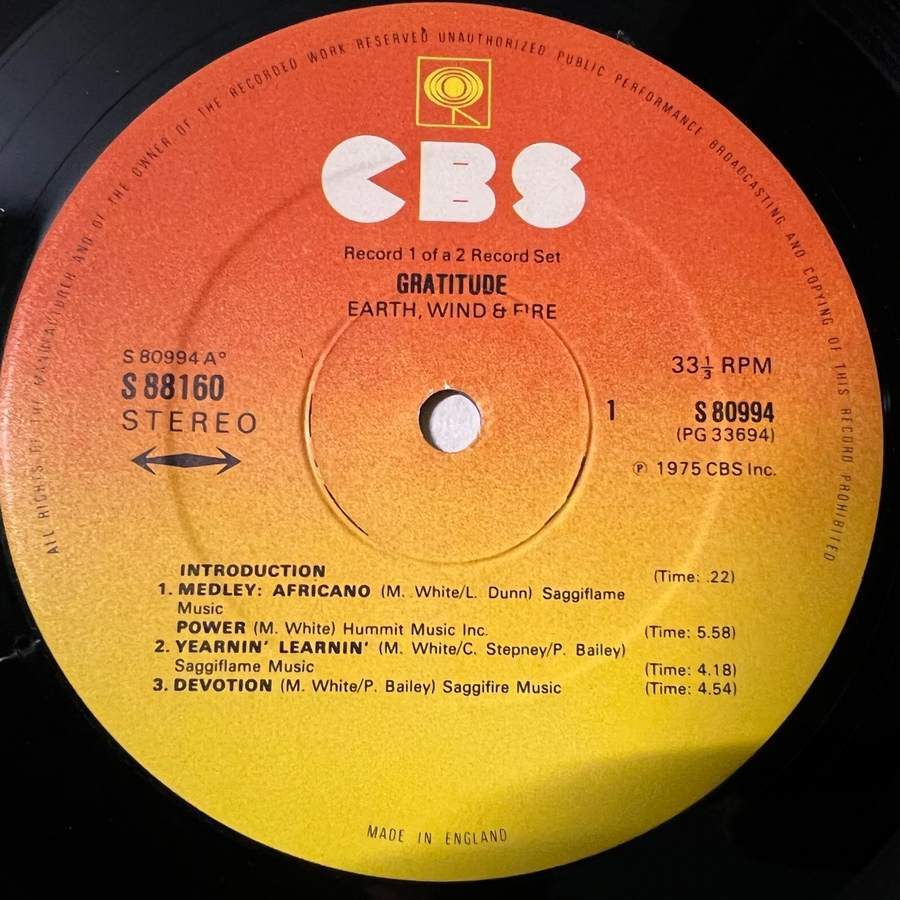 ALL RIGHTS OF THE MANUFACTURER AND OF THE OWNER OF THE RECORDED WORK RESERVED UNAUTHORIZED PUBLIC PERFORMANCE BROADCASTING AND COPYING OF THIS RECORD PROHIBITED
CBS
Record 1 of a 2 Record Set
GRATITUDE
EARTH, WIND & FIRE
S 80994 A°
S 88160
STEREO
33⅓ RPM
1 S 80994
(PG 33694)
℗ 1975 CBS Inc.
INTRODUCTION (Time: .22)
1. MEDLEY: AFRICANO (M. White/L. Dunn) Saggiflame
Music
POWER (M. White) Hummit Music Inc. (Time: 5.58)
2. YEARNIN' LEARNIN' (M. White/C. Stepney/P. Bailey)
Saggiflame Music (Time: 4.18)
3. DEVOTION (M. White/P. Bailey) Saggifire Music (Time: 4.54)
MADE IN ENGLAND